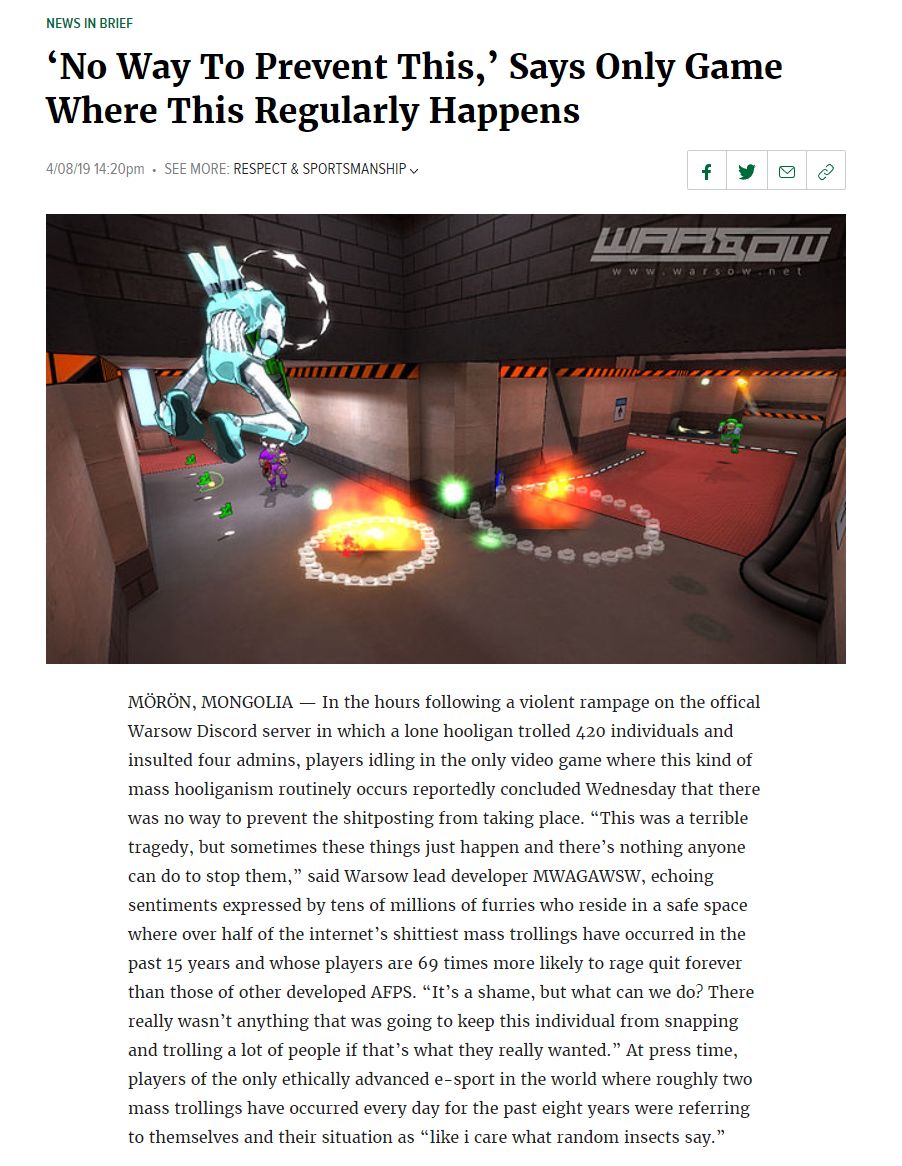 NEWS IN BRIEF
‘No Way To Prevent This,’ Says Only Game
Where This Regularly Happens
4/08/19 14:20pm • SEE MORE: RESPECT & SPORTSMANSHIP
WARSOW
www.warsow.net
MÖRÖN, MONGOLIA — In the hours following a violent rampage on the offical
Warsow Discord server in which a lone hooligan trolled 420 individuals and
insulted four admins, players idling in the only video game where this kind of
mass hooliganism routinely occurs reportedly concluded Wednesday that there
was no way to prevent the shitposting from taking place. “This was a terrible
tragedy, but sometimes these things just happen and there’s nothing anyone
can do to stop them,” said Warsow lead developer MWAGAWSW, echoing
sentiments expressed by tens of millions of furries who reside in a safe space
where over half of the internet’s shittiest mass trollings have occurred in the
past 15 years and whose players are 69 times more likely to rage quit forever
than those of other developed AFPS. “It’s a shame, but what can we do? There
really wasn’t anything that was going to keep this individual from snapping
and trolling a lot of people if that’s what they really wanted.” At press time,
players of the only ethically advanced e-sport in the world where roughly two
mass trollings have occurred every day for the past eight years were referring
to themselves and their situation as “like i care what random insects say.”